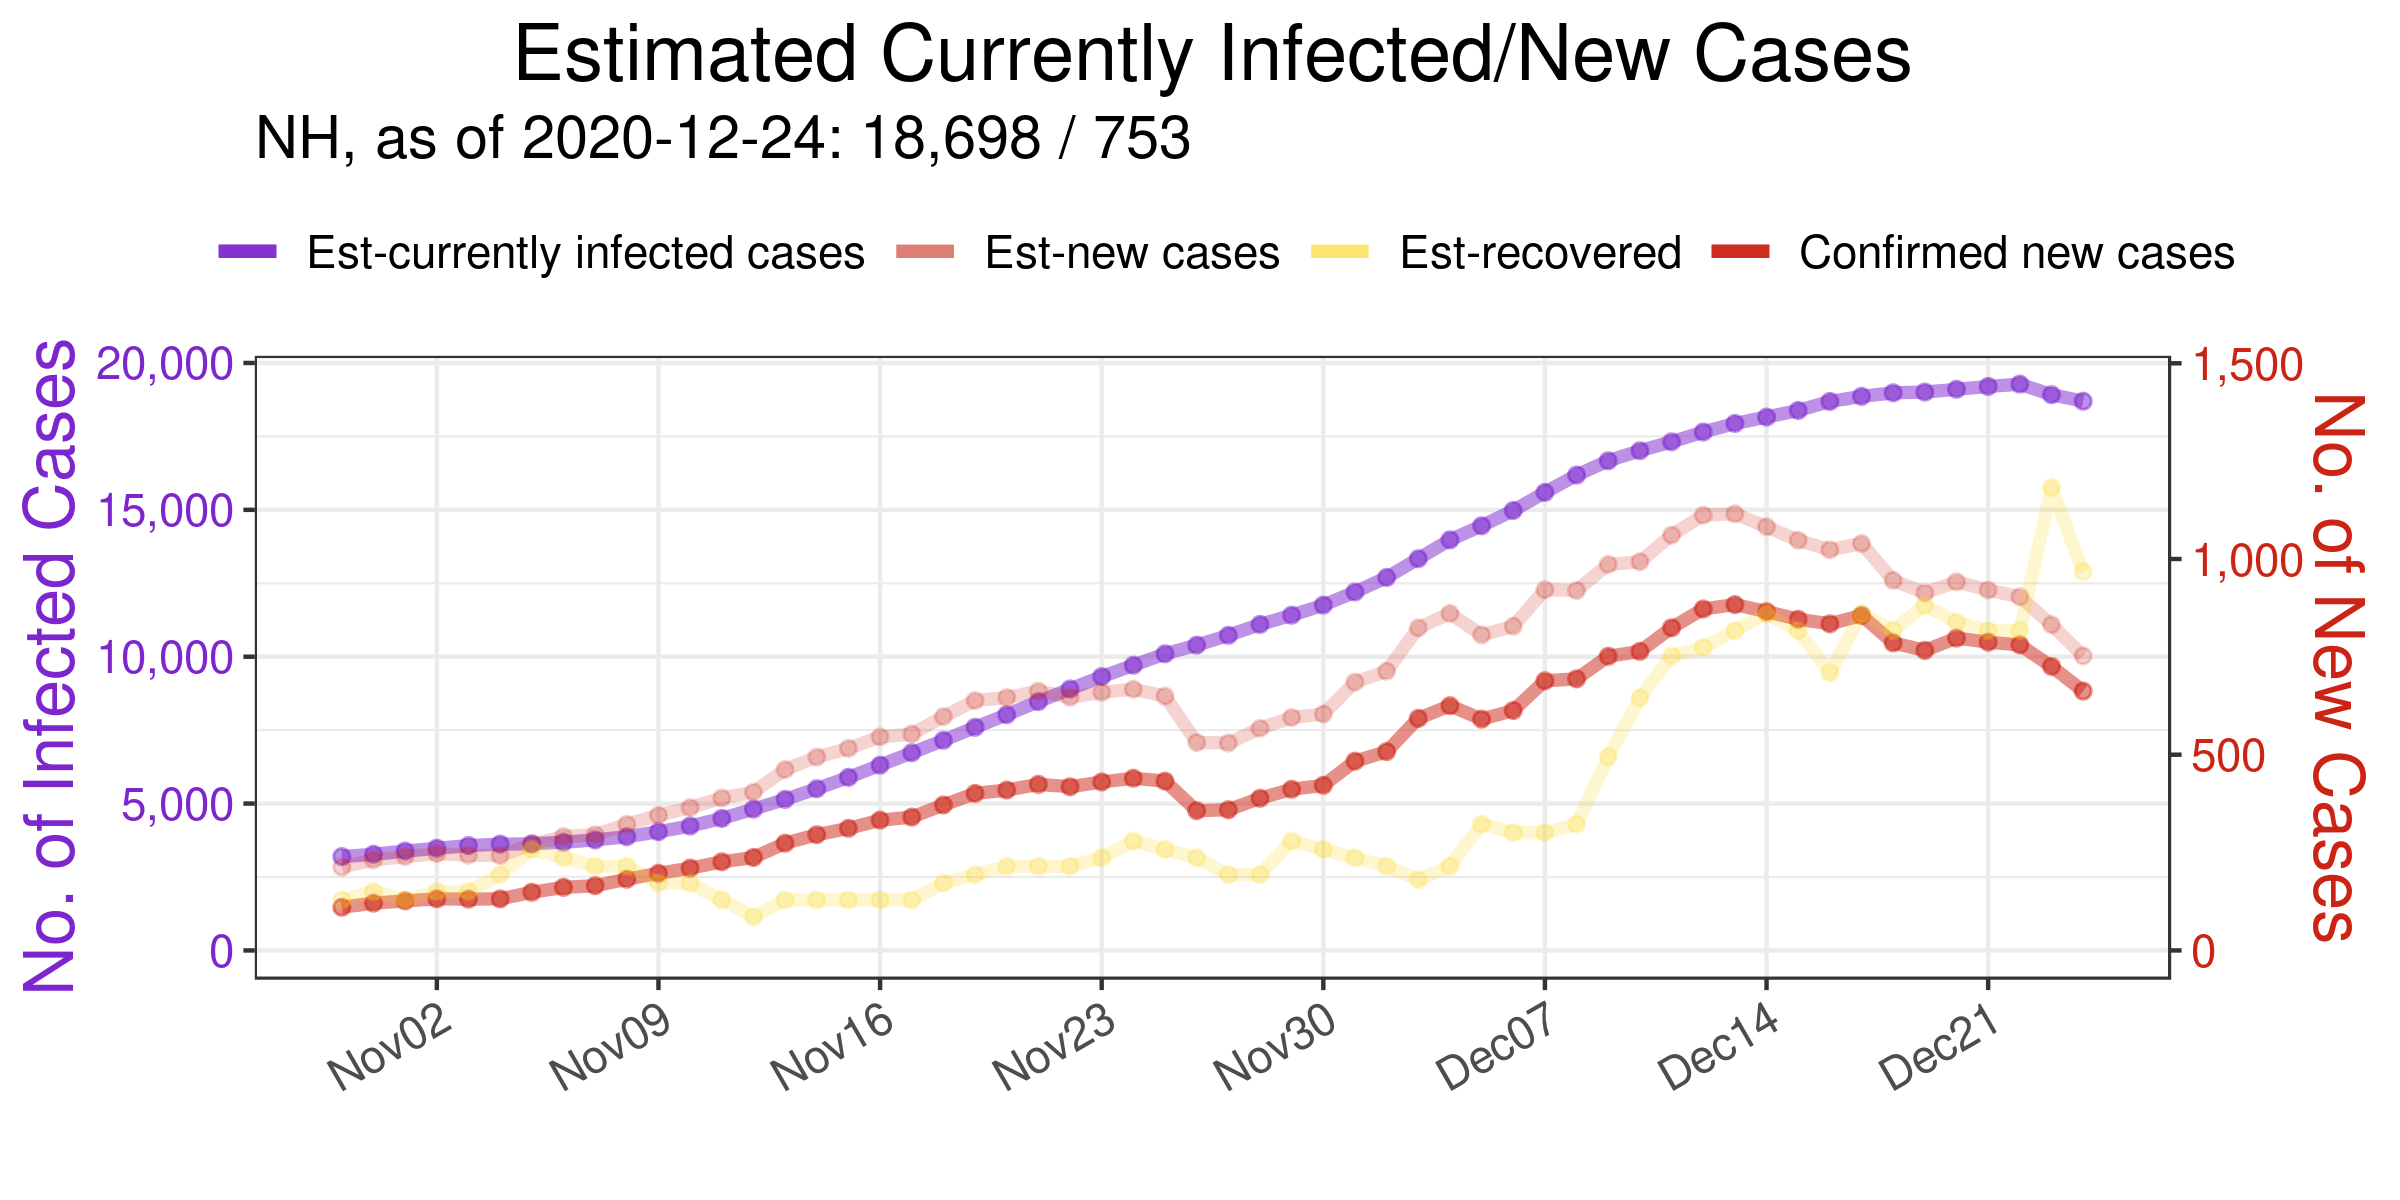 Estimated Currently Infected/New Cases
NH, as of 2020-12-24: 18,698 / 753
Est-currently infected cases Est-new cases Est-recovered Confirmed new cases
No. of Infected Cases
20,000
15,000
10,000
5,000
0
1,500
1,000
500
0
No. of New Cases
Nov02 Nov09 Nov16 Nov23 Nov30 Dec07 Dec14 Dec21